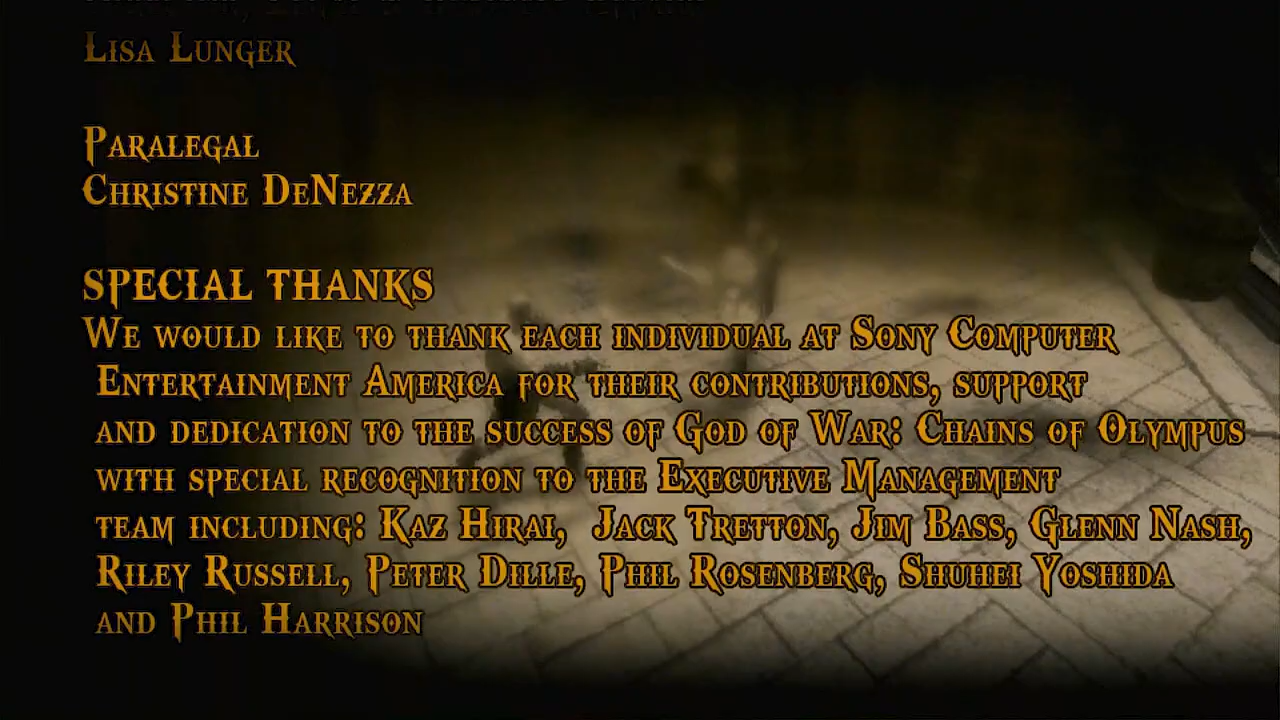 Lisa Lunger
Paralegal
Christine DeNezza
SPECIAL THANKS
We would like to thank each individual at Sony Computer
Entertainment America for their contributions, support
and dedication to the success of God of War: Chains of Olympus
with special recognition to the Executive Management
team including: Kaz Hirai, Jack Tretton, Jim Bass, Glenn Nash,
Riley Russell, Peter Dille, Phil Rosenberg, Shuhei Yoshida
and Phil Harrison